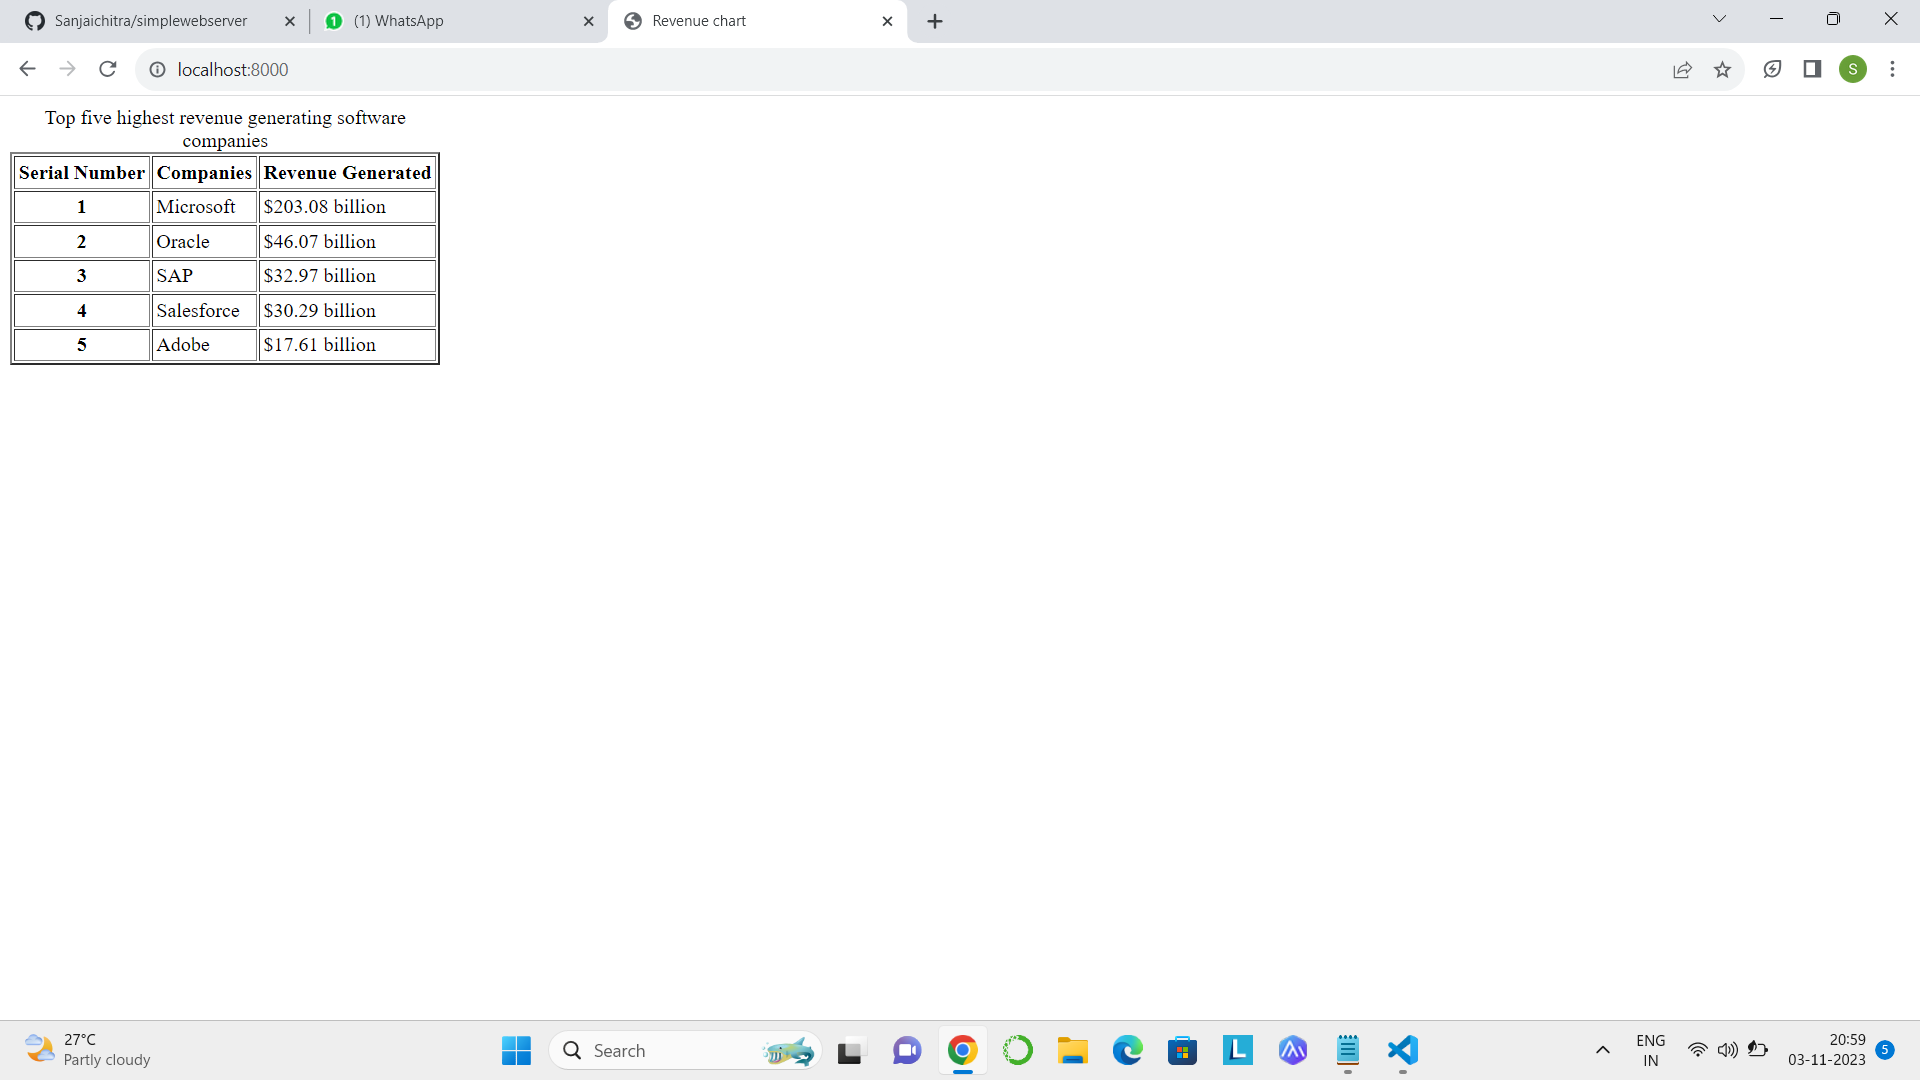 Sanjaichitra/simplewebserver
1 (1) WhatsApp
Revenue chart
localhost:8000
S
Top five highest revenue generating software
companies
Serial Number Companies Revenue Generated
1 Microsoft $203.08 billion
2 Oracle $46.07 billion
3 SAP $32.97 billion
4 Salesforce $30.29 billion
5 Adobe $17.61 billion
27°C
Partly cloudy
Search
L
ENG
IN
20:59
03-11-2023
5